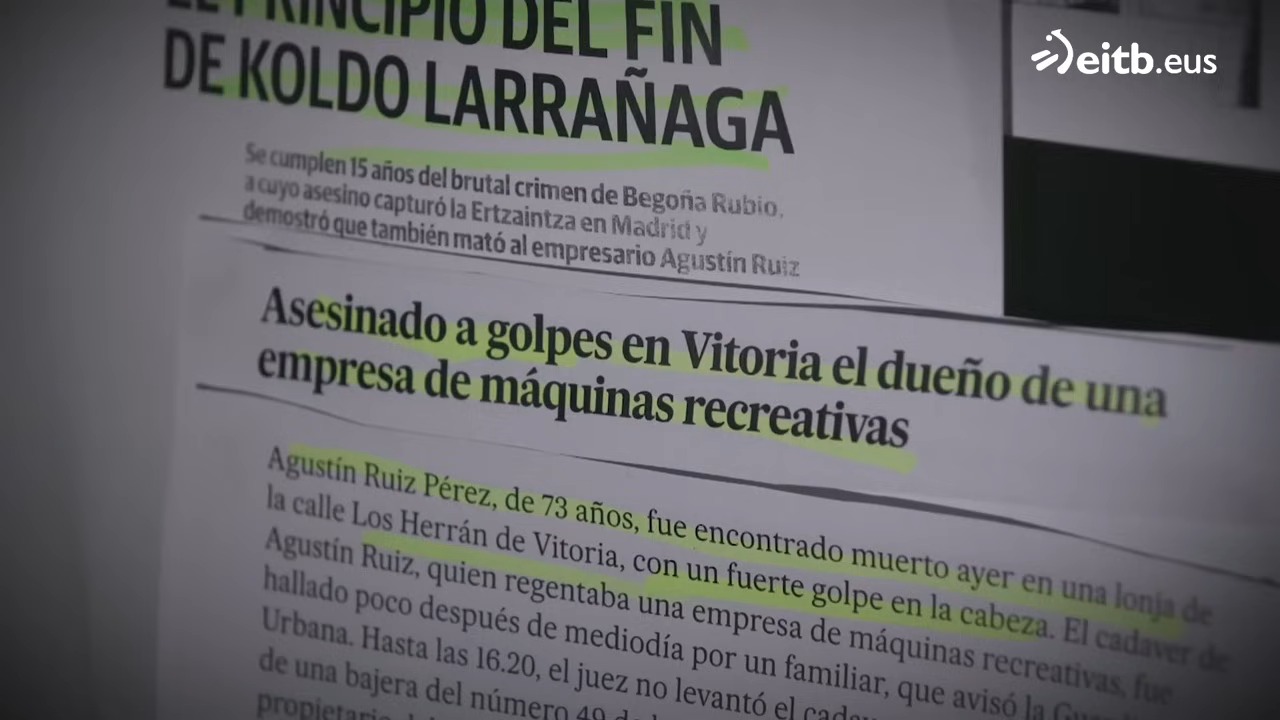 EL PRINCIPIO DEL FIN
DE KOLDO LARRAÑAGA
eitb.eus
Se cumplen 15 años del brutal crimen de Begoña Rubio,
a cuyo asesino capturó la Ertzaintza en Madrid y
demostró que también mató al empresario Agustín Ruiz
Asesinado a golpes en Vitoria el dueño de una
empresa de máquinas recreativas
Agustín Ruiz Pérez, de 73 años, fue encontrado muerto ayer en una lonja de
la calle Los Herrán de Vitoria, con un fuerte golpe en la cabeza. El cadaver de
Agustín Ruiz, quien regentaba una empresa de máquinas recreativas, fue
hallado poco después de mediodía por un familiar, que avisó la
Urbana. Hasta las 16.20, el juez no levantó el
de una bajera del número 49